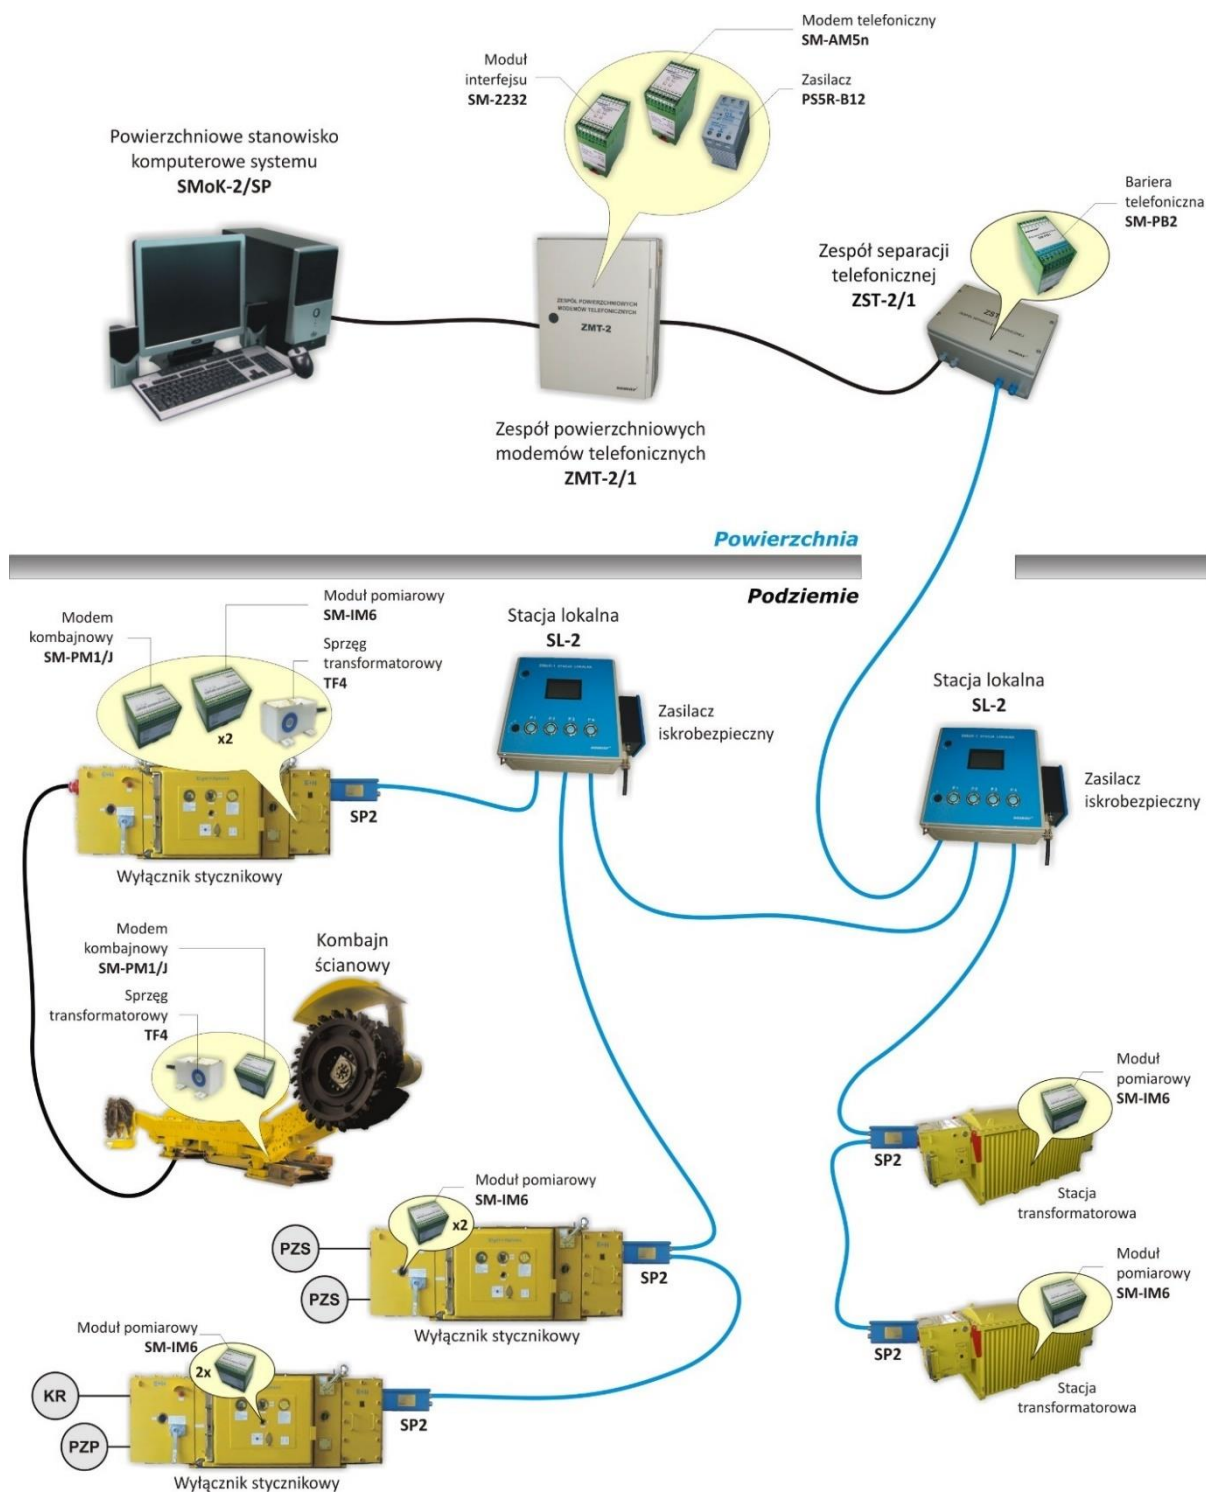 Modem telefoniczny
SM-AM5n
Moduł
interfejsu
SM-2232
Zasilacz
PS5R-B12
Powierzchniowe stanowisko
komputerowe systemu
SMoK-2/SP
Bariera
telefoniczna
SM-PB2
Zespół separacji
telefonicznej
ZST-2/1
ZESPÓŁ POWIERZCHNIOWYCH
MODEMÓW TELEFONICZNYCH
ZMT-2
Zespół powierzchniowych
modemów telefonicznych
ZMT-2/1
Powierzchnia
Podziemie
Moduł pomiarowy
SM-IM6
Modem
kombajnowy
SM-PM1/J
Sprzęg
transformatorowy
TF4
x2
Stacja lokalna
SL-2
Zasilacz
iskrobezpieczny
Stacja lokalna
SL-2
Zasilacz
iskrobezpieczny
SP2
Wyłącznik stycznikowy
Modem
kombajnowy
SM-PM1/J
Sprzęg
transformatorowy
TF4
Kombajn
ścianowy
Moduł
pomiarowy
SM-IM6
SP2
Stacja
transformatorowa
Moduł pomiarowy
SM-IM6
x2
PZS
PZS
SP2
Wyłącznik stycznikowy
Moduł
pomiarowy
SM-IM6
SP2
Stacja
transformatorowa
Moduł pomiarowy
SM-IM6
2x
KR
PZP
SP2
Wyłącznik stycznikowy